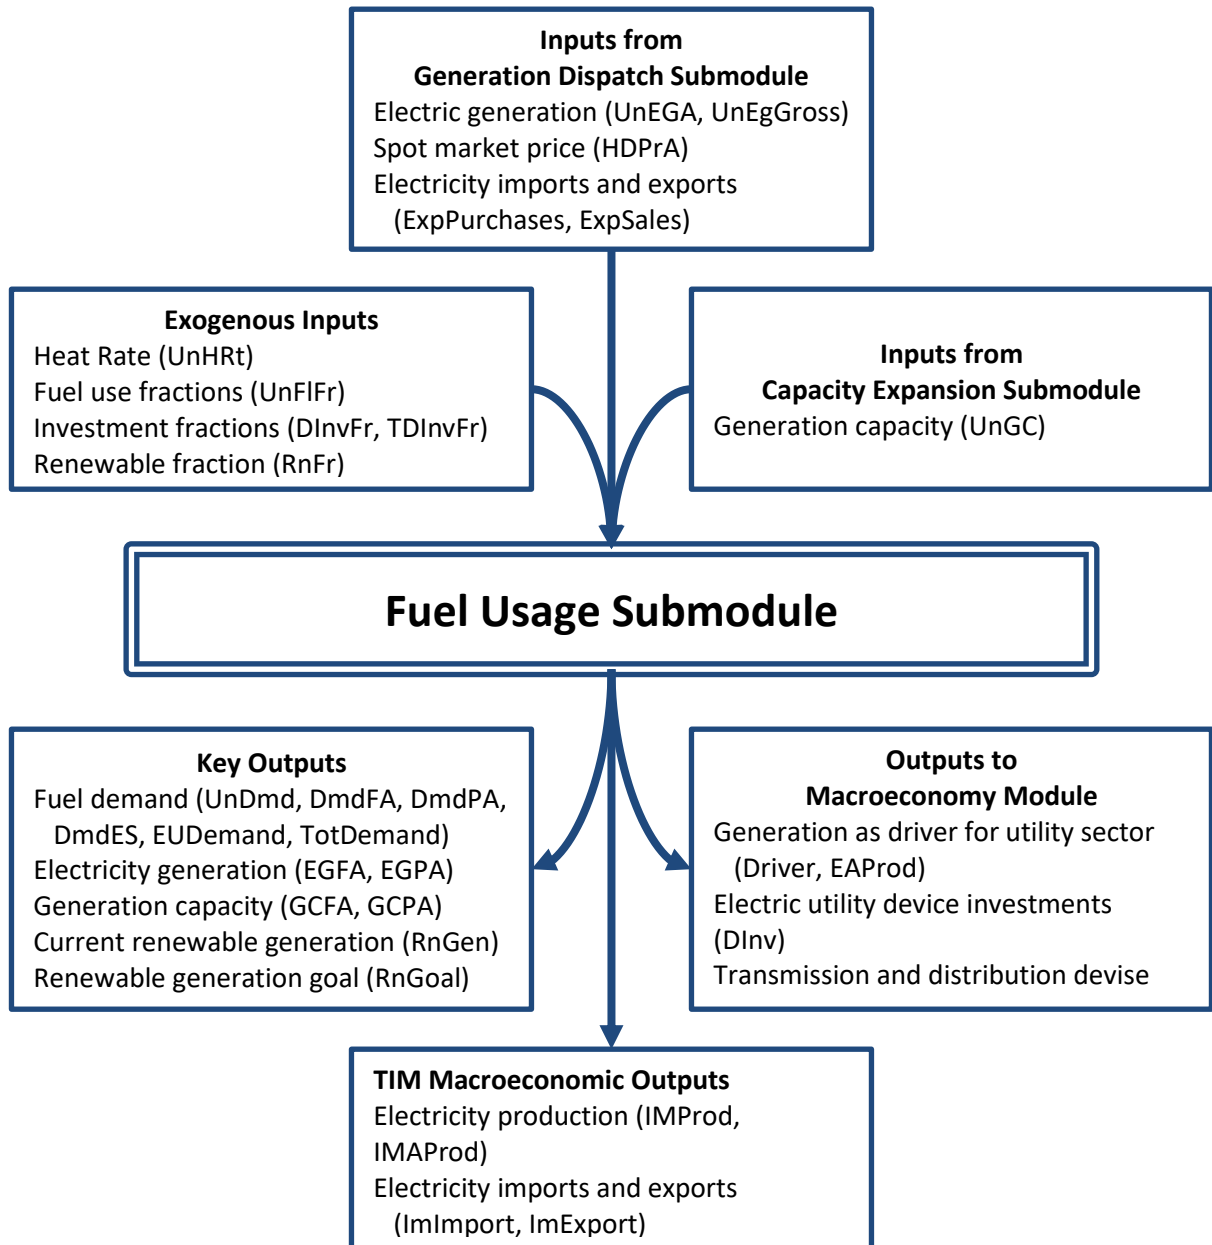 Inputs from
Generation Dispatch Submodule
Electric generation (UnEGA, UnEgGross)
Spot market price (HDPrA)
Electricity imports and exports
(ExpPurchases, ExpSales)
Exogenous Inputs
Heat Rate (UnHRt)
Fuel use fractions (UnFlFr)
Investment fractions (DInvFr, TDInvFr)
Renewable fraction (RnFr)
Inputs from
Capacity Expansion Submodule
Generation capacity (UnGC)
Fuel Usage Submodule
Key Outputs
Fuel demand (UnDmd, DmdFA, DmdPA,
DmdES, EUDemand, TotDemand)
Electricity generation (EGFA, EGPA)
Generation capacity (GCFA, GCPA)
Current renewable generation (RnGen)
Renewable generation goal (RnGoal)
Outputs to
Macroeconomy Module
Generation as driver for utility sector
(Driver, EAProd)
Electric utility device investments
(DInv)
Transmission and distribution devise
TIM Macroeconomic Outputs
Electricity production (IMProd,
IMAProd)
Electricity imports and exports
(ImImport, ImExport)